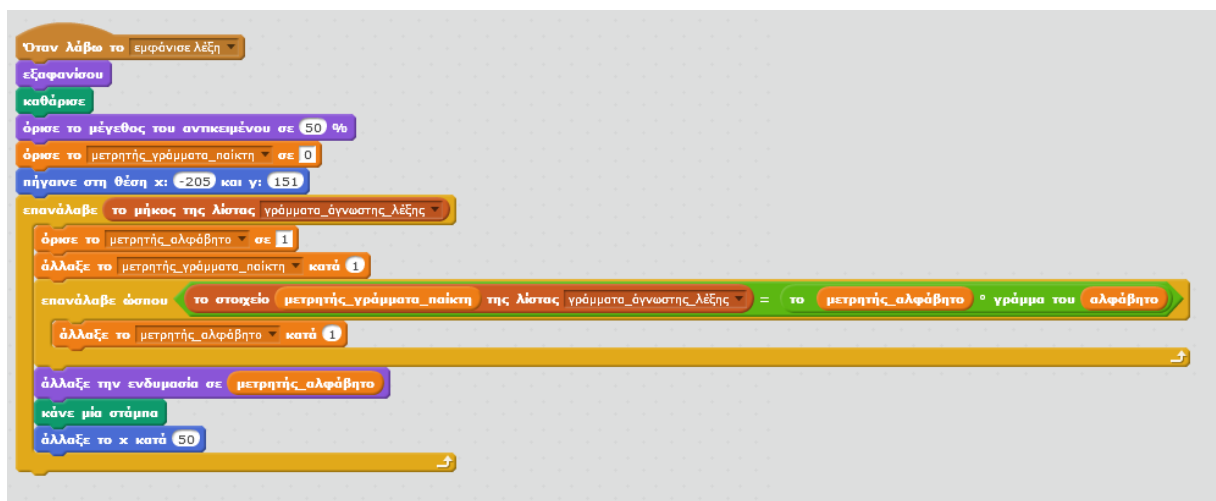 Όταν λάβω το εμφάνισε λέξη
εξαφανίσου
καθάρισε
όρισε το μέγεθος του αντικειμένου σε 50 %
όρισε το μετρητής_γράμματα_παίκτη σε 0
πήγαινε στη θέση x: -205 και y: 151
επανάλαβε το μήκος της λίστας γράμματα_άγνωστης_λέξης
όρισε το μετρητής_αλφάβητο σε 1
άλλαξε το μετρητής_γράμματα_παίκτη κατά 1
επανάλαβε ώσπου το στοιχείο μετρητής_γράμματα_παίκτη της λίστας γράμματα_άγνωστης_λέξης = το μετρητής_αλφάβητο ° γράμμα του αλφάβητο
άλλαξε το μετρητής_αλφάβητο κατά 1
άλλαξε την ενδυμασία σε μετρητής_αλφάβητο
κάνε μία στάμπα
άλλαξε το x κατά 50